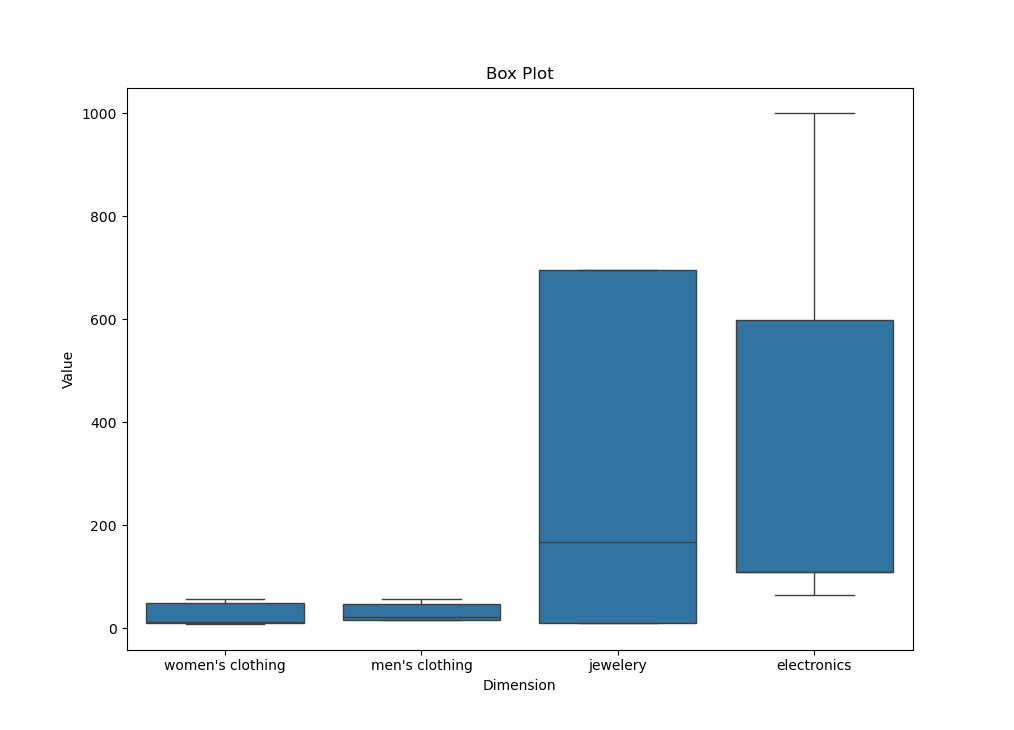 Box Plot
1000
800
600
400
200
0
Value
women's clothing
men's clothing
jewelery
electronics
Dimension